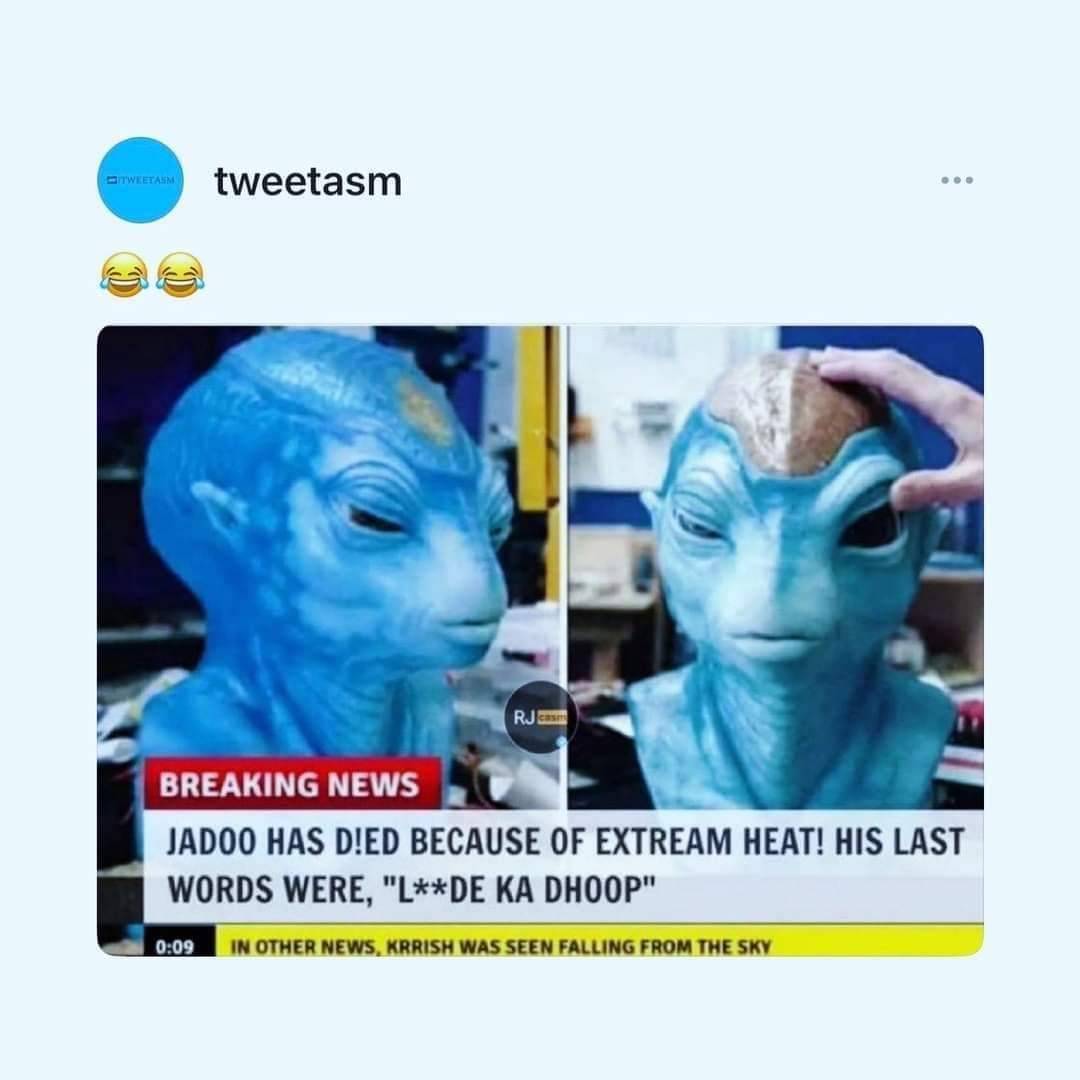 TWEETASM
tweetasm
😂😂
RJ casm
BREAKING NEWS
JADOO HAS D!ED BECAUSE OF EXTREAM HEAT! HIS LAST
WORDS WERE, "L**DE KA DHOOP"
0:09 IN OTHER NEWS, KRRISH WAS SEEN FALLING FROM THE SKY